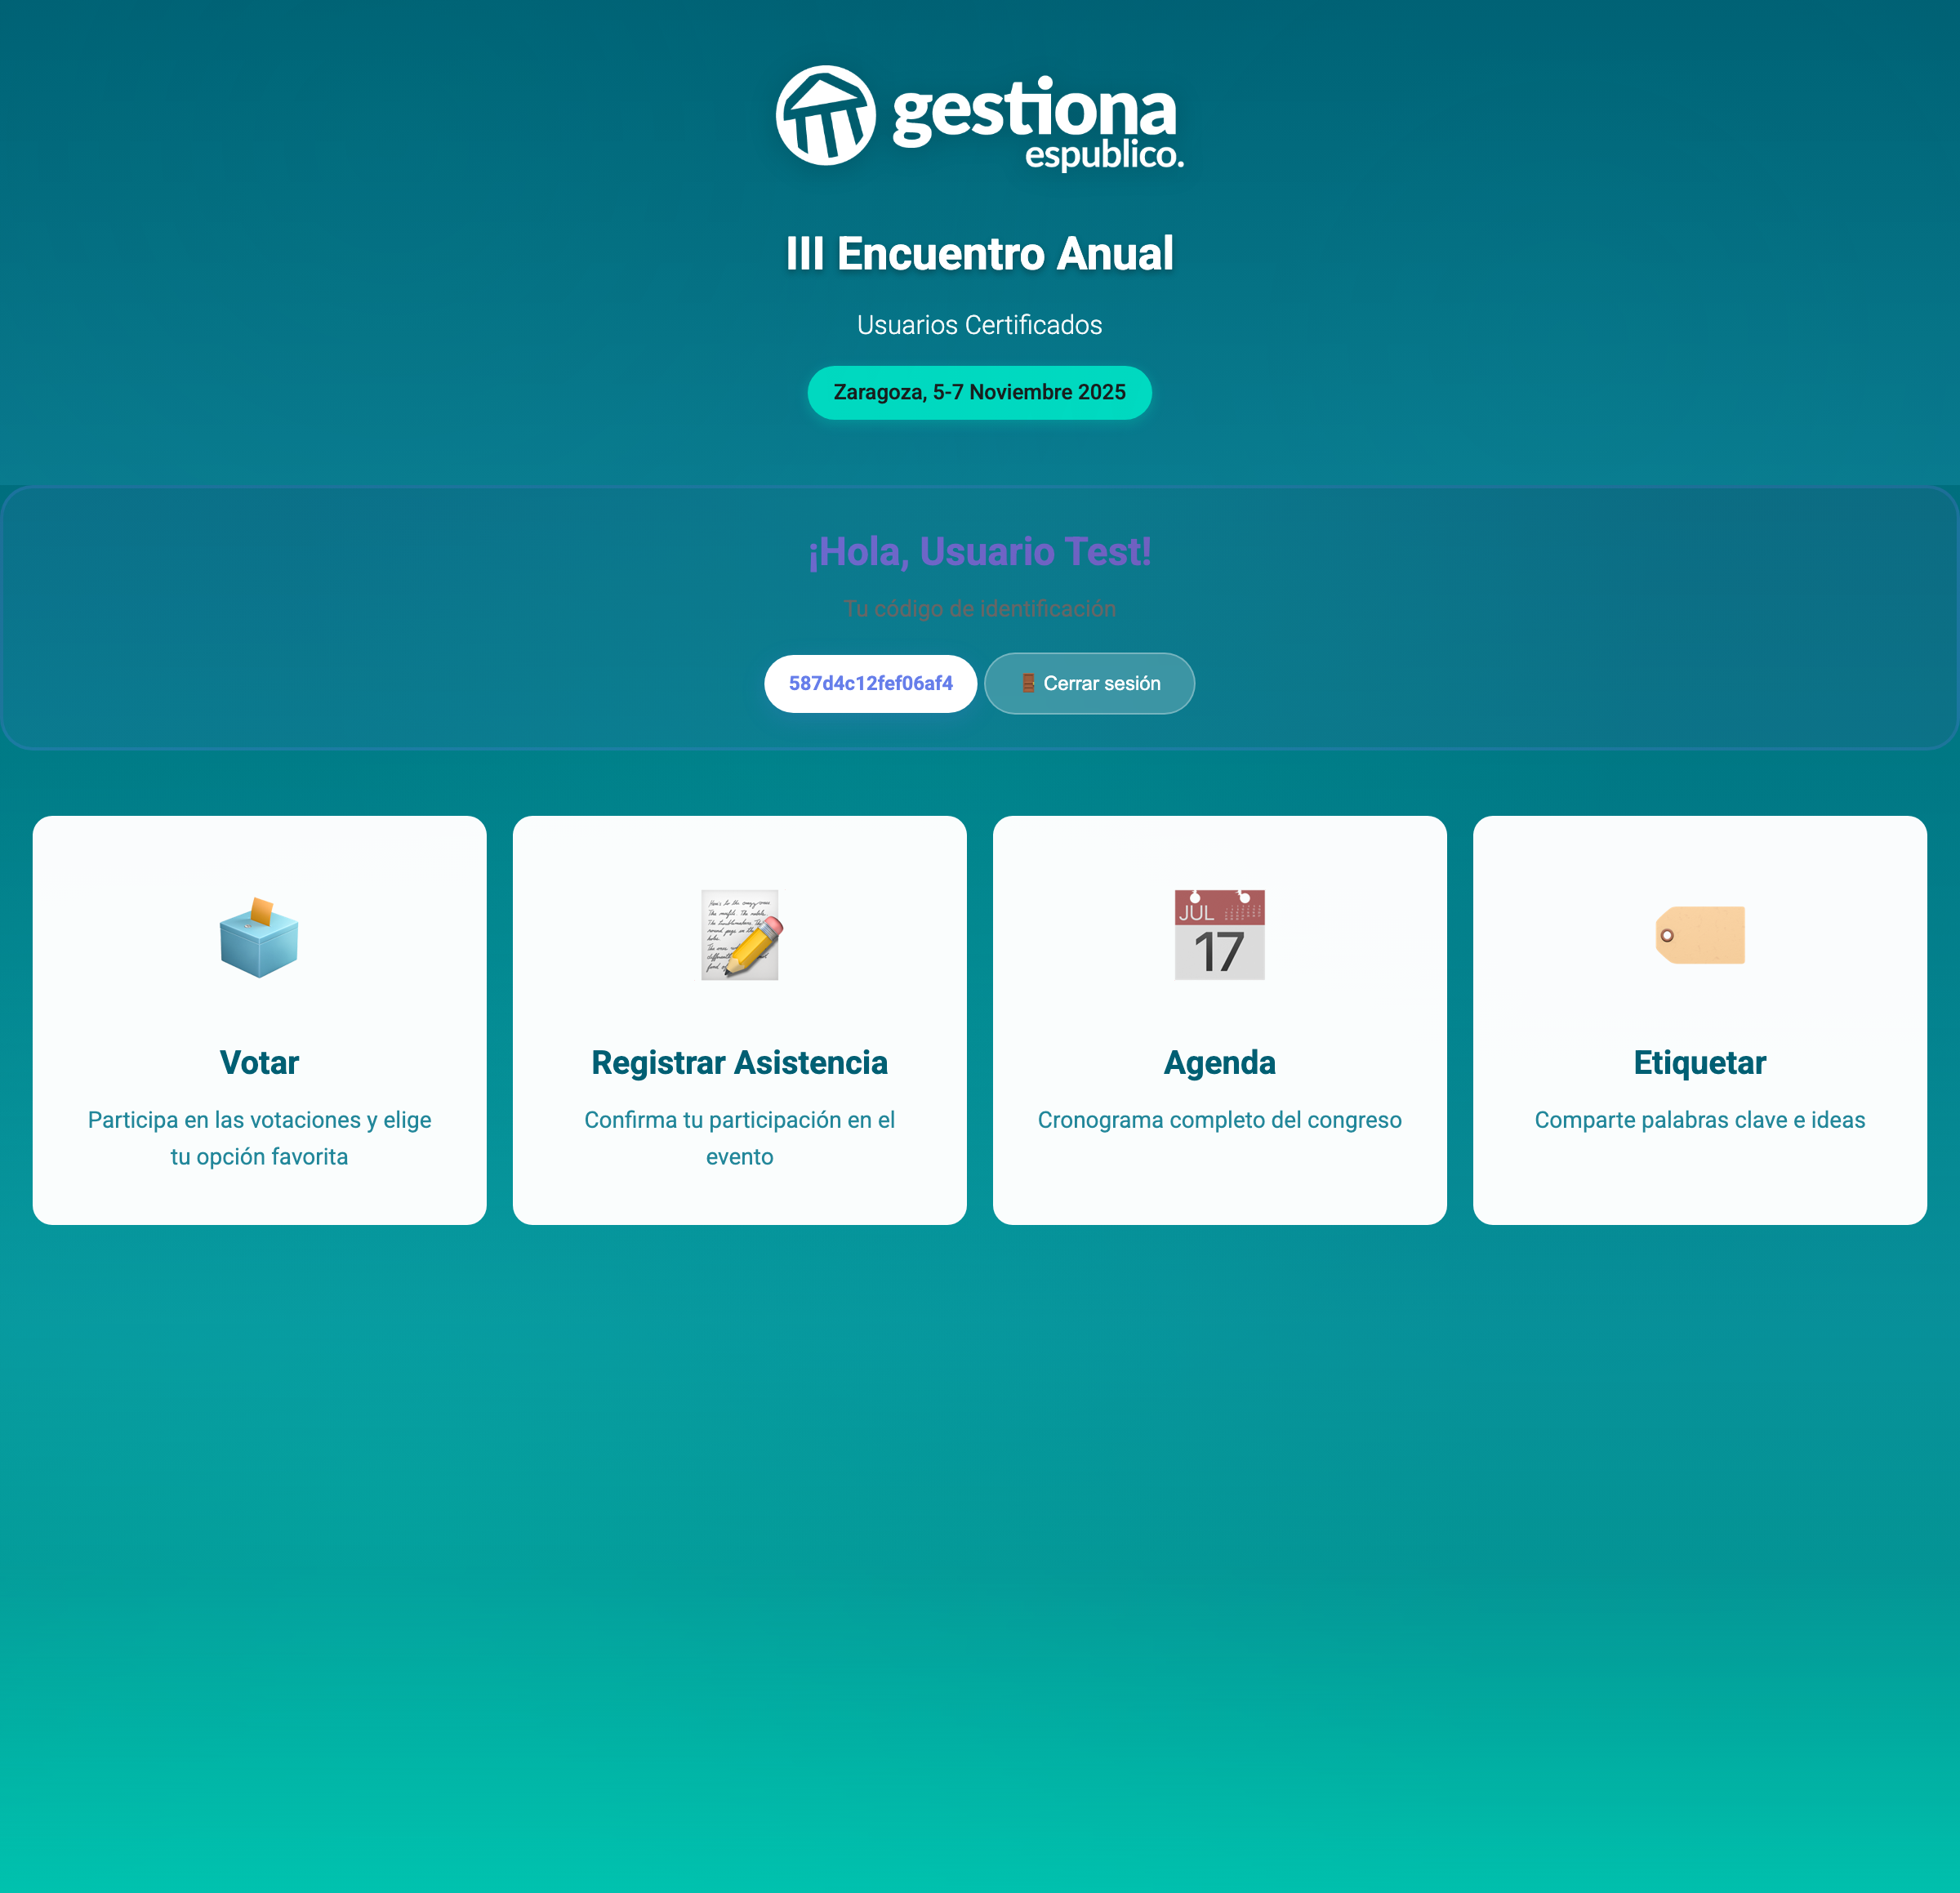 gestiona
espublico.
III Encuentro Anual
Usuarios Certificados
Zaragoza, 5-7 Noviembre 2025
¡Hola, Usuario Test!
Tu código de identificación
587d4c12fef06af4
Cerrar sesión
Votar
Participa en las votaciones y elige
tu opción favorita
Registrar Asistencia
Confirma tu participación en el
evento
JUL
17
Agenda
Cronograma completo del congreso
Etiquetar
Comparte palabras clave e ideas